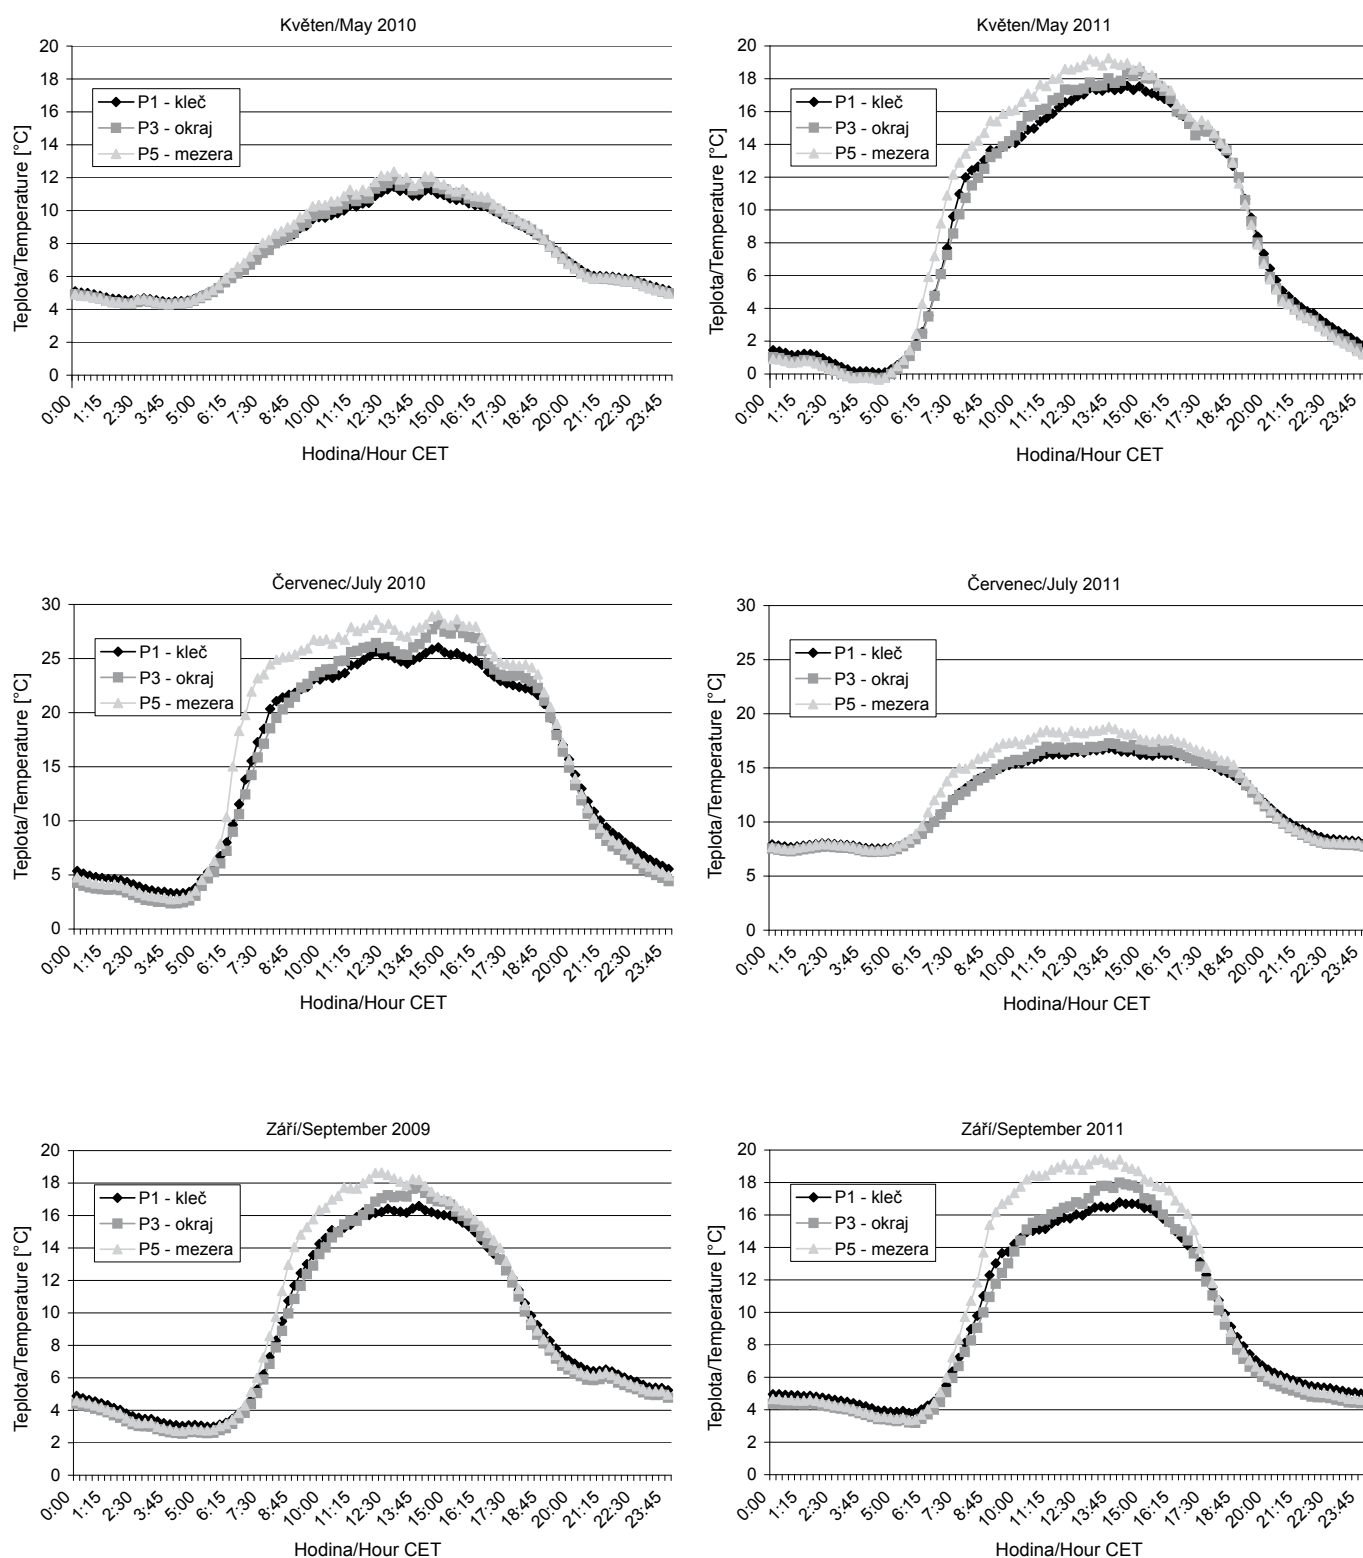 Květen/May 2010
20
18
16
14
12
10
8
6
4
2
0
Teplota/Temperature [°C]
P1 - kleč
P3 - okraj
P5 - mezera
0:00 1:15 2:30 3:45 5:00 6:15 7:30 8:45 10:00 11:15 12:30 13:45 15:00 16:15 17:30 18:45 20:00 21:15 22:30 23:45
Hodina/Hour CET
Květen/May 2011
20
18
16
14
12
10
8
6
4
2
0
Teplota/Temperature [°C]
P1 - kleč
P3 - okraj
P5 - mezera
0:00 1:15 2:30 3:45 5:00 6:15 7:30 8:45 10:00 11:15 12:30 13:45 15:00 16:15 17:30 18:45 20:00 21:15 22:30 23:45
Hodina/Hour CET
Červenec/July 2010
30
25
20
15
10
5
0
Teplota/Temperature [°C]
P1 - kleč
P3 - okraj
P5 - mezera
0:00 1:15 2:30 3:45 5:00 6:15 7:30 8:45 10:00 11:15 12:30 13:45 15:00 16:15 17:30 18:45 20:00 21:15 22:30 23:45
Hodina/Hour CET
Červenec/July 2011
30
25
20
15
10
5
0
Teplota/Temperature [°C]
P1 - kleč
P3 - okraj
P5 - mezera
0:00 1:15 2:30 3:45 5:00 6:15 7:30 8:45 10:00 11:15 12:30 13:45 15:00 16:15 17:30 18:45 20:00 21:15 22:30 23:45
Hodina/Hour CET
Září/September 2009
20
18
16
14
12
10
8
6
4
2
0
Teplota/Temperature [°C]
P1 - kleč
P3 - okraj
P5 - mezera
0:00 1:15 2:30 3:45 5:00 6:15 7:30 8:45 10:00 11:15 12:30 13:45 15:00 16:15 17:30 18:45 20:00 21:15 22:30 23:45
Hodina/Hour CET
Září/September 2011
20
18
16
14
12
10
8
6
4
2
0
Teplota/Temperature [°C]
P1 - kleč
P3 - okraj
P5 - mezera
0:00 1:15 2:30 3:45 5:00 6:15 7:30 8:45 10:00 11:15 12:30 13:45 15:00 16:15 17:30 18:45 20:00 21:15 22:30 23:45
Hodina/Hour CET